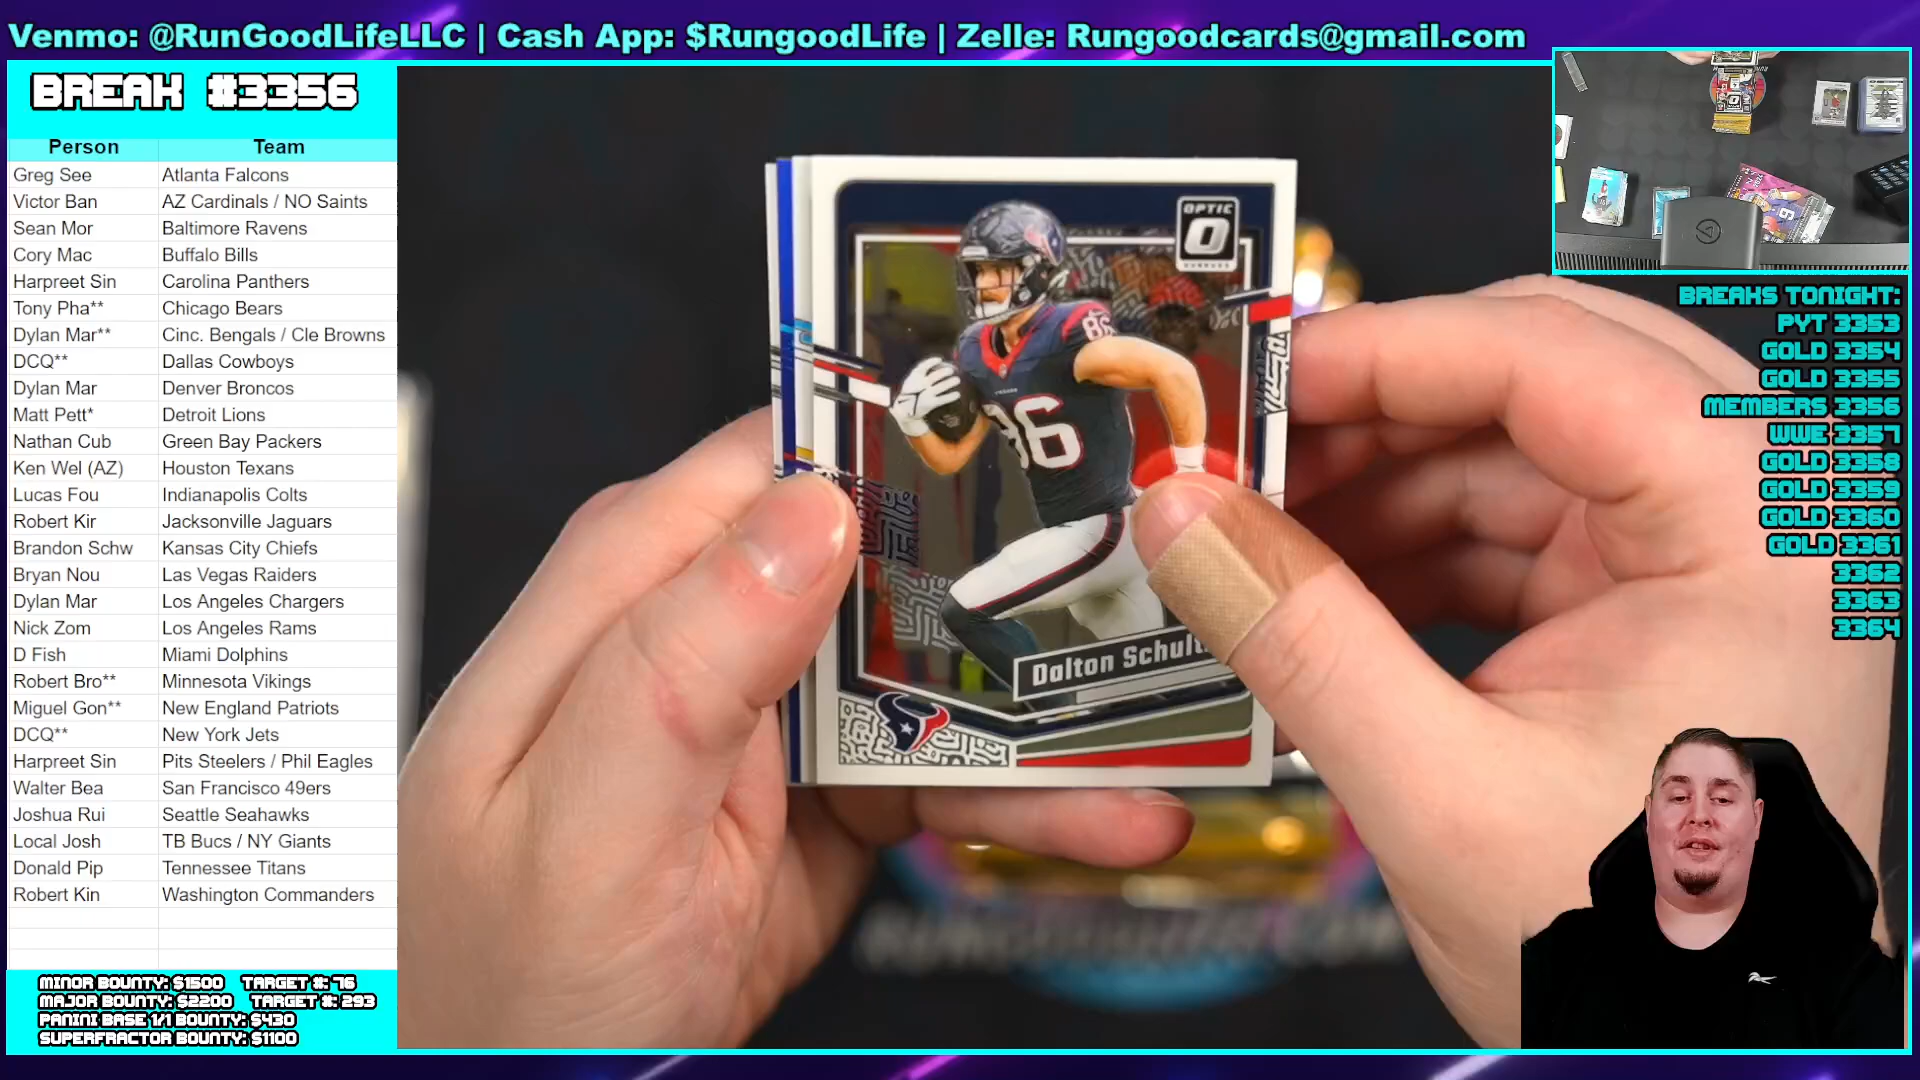 Venmo: @RunGoodLifeLLC | Cash App: $RungoodLife | Zelle: Rungoodcards@gmail.com
BREAK #3356
Person Team
Greg See Atlanta Falcons
Victor Ban AZ Cardinals / NO Saints
Sean Mor Baltimore Ravens
Cory Mac Buffalo Bills
Harpreet Sin Carolina Panthers
Tony Pha** Chicago Bears
Dylan Mar** Cinc. Bengals / Cle Browns
DCQ** Dallas Cowboys
Dylan Mar Denver Broncos
Matt Pett* Detroit Lions
Nathan Cub Green Bay Packers
Ken Wel (AZ) Houston Texans
Lucas Fou Indianapolis Colts
Robert Kir Jacksonville Jaguars
Brandon Schw Kansas City Chiefs
Bryan Nou Las Vegas Raiders
Dylan Mar Los Angeles Chargers
Nick Zom Los Angeles Rams
D Fish Miami Dolphins
Robert Bro** Minnesota Vikings
Miguel Gon** New England Patriots
DCQ** New York Jets
Harpreet Sin Pits Steelers / Phil Eagles
Walter Bea San Francisco 49ers
Joshua Rui Seattle Seahawks
Local Josh TB Bucs / NY Giants
Donald Pip Tennessee Titans
Robert Kin Washington Commanders
MINOR BOUNTY: $1500 TARGET #: 76
MAJOR BOUNTY: $2200 TARGET #: 293
PANINI BASE 1/1 BOUNTY: $430
SUPERFRACTOR BOUNTY: $1100
OPTIC
DONRUSS
86
86
Dalton Schul
BREAKS TONIGHT:
PYT 3353
GOLD 3354
GOLD 3355
MEMBERS 3356
WWE 3357
GOLD 3358
GOLD 3359
GOLD 3360
GOLD 3361
3362
3363
3364